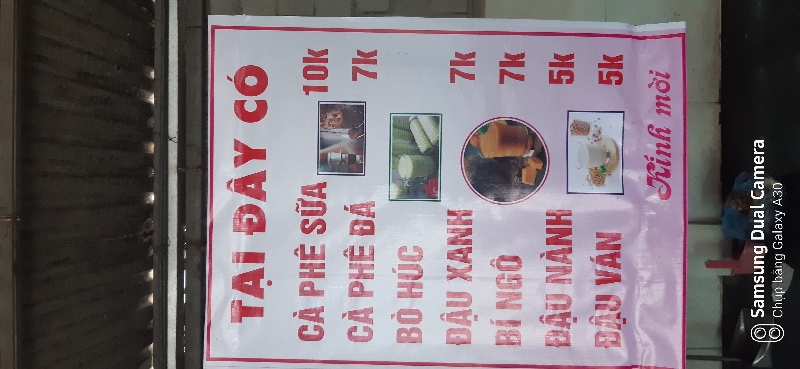 TẠI ĐÂY CÓ
CÀ PHÊ SỮA 10k
CÀ PHÊ ĐÁ 7k
BÒ HÚC
ĐẬU XANH 7k
BÍ NGÔ 7k
ĐẬU NÀNH 5k
ĐẬU VÁN 5k
Kính mời
Samsung Dual Camera
Chụp bằng Galaxy A30